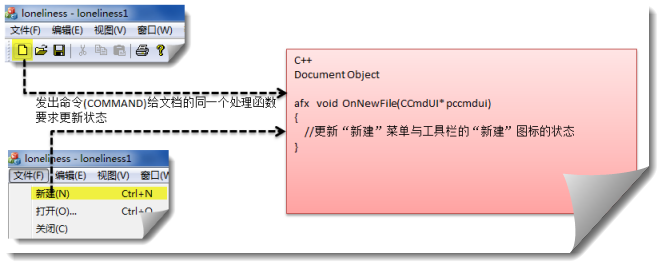 loneliness - loneliness1
文件(F) 编辑(E) 视图(V) 窗口(W)
发出命令(COMMAND)给文档的同一个处理函数
要求更新状态
C++
Document Object
afx void OnNewFile(CCmdUI* pccmdui)
{
//更新“新建”菜单与工具栏的“新建”图标的状态
}
loneliness - loneliness1
文件(F) 编辑(E) 视图(V) 窗口(W
新建(N) Ctrl+N
打开(O)... Ctrl+O
关闭(C)